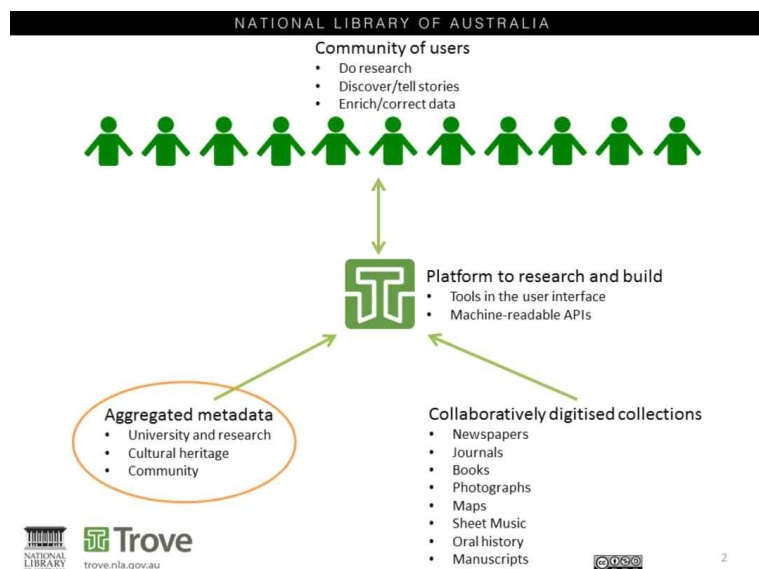 NATIONAL LIBRARY OF AUSTRALIA
Community of users
• Do research
• Discover/tell stories
• Enrich/correct data
Platform to research and build
• Tools in the user interface
• Machine-readable APIs
Aggregated metadata
• University and research
• Cultural heritage
• Community
Collaboratively digitised collections
• Newspapers
• Journals
• Books
• Photographs
• Maps
• Sheet Music
• Oral history
• Manuscripts
NATIONAL
LIBRARY
Trove
trove.nla.gov.au
2